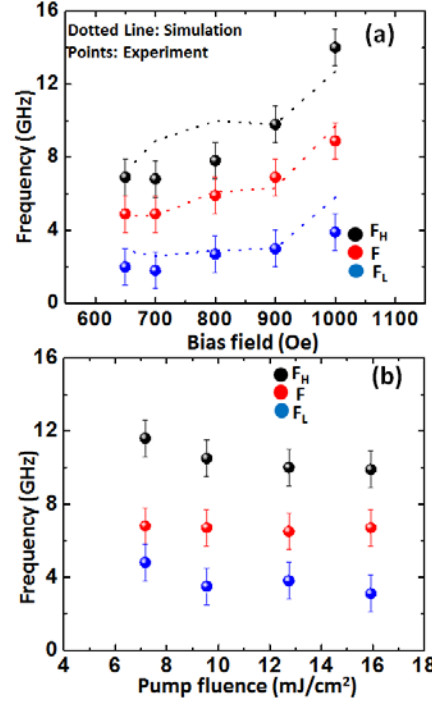 16
Dotted Line: Simulation
(a)
Points: Experiment
12
8
4
0
Frequency (GHz)
F_H
F
F_L
600 700 800 900 1000 1100
Bias field (Oe)
16
F_H
(b)
F
F_L
12
8
4
0
Frequency (GHz)
4 6 8 10 12 14 16 18
Pump fluence (mJ/cm²)